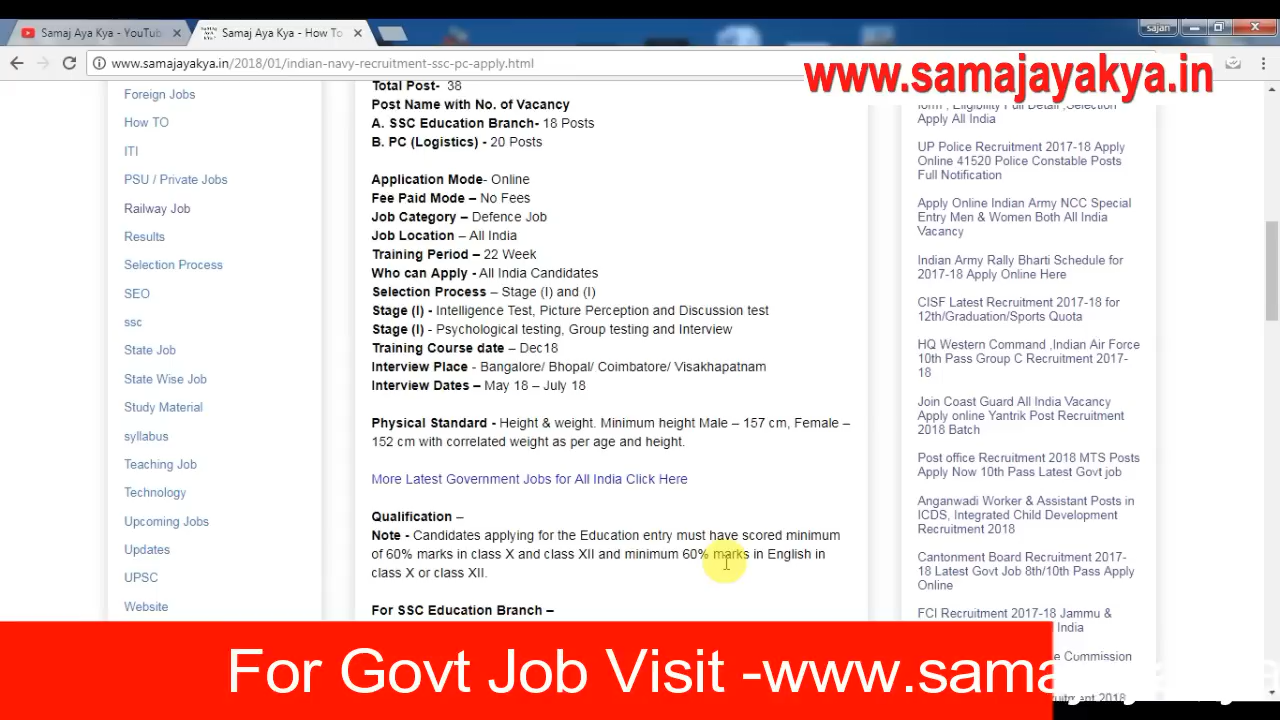 Samaj Aya Kya - YouTube
Samaj Aya Kya - How To
sajan
www.samajayakya.in/2018/01/indian-navy-recruitment-ssc-pc-apply.html
www.samajayakya.in
Foreign Jobs
How TO
ITI
PSU / Private Jobs
Railway Job
Results
Selection Process
SEO
ssc
State Job
State Wise Job
Study Material
syllabus
Teaching Job
Technology
Upcoming Jobs
Updates
UPSC
Website
Total Post- 38
Post Name with No. of Vacancy
A. SSC Education Branch- 18 Posts
B. PC (Logistics) - 20 Posts
Application Mode- Online
Fee Paid Mode – No Fees
Job Category – Defence Job
Job Location – All India
Training Period – 22 Week
Who can Apply - All India Candidates
Selection Process – Stage (I) and (I)
Stage (I) - Intelligence Test, Picture Perception and Discussion test
Stage (I) - Psychological testing, Group testing and Interview
Training Course date – Dec18
Interview Place - Bangalore/ Bhopal/ Coimbatore/ Visakhapatnam
Interview Dates – May 18 – July 18
Physical Standard - Height & weight. Minimum height Male – 157 cm, Female –
152 cm with correlated weight as per age and height.
More Latest Government Jobs for All India Click Here
Qualification –
Note - Candidates applying for the Education entry must have scored minimum
of 60% marks in class X and class XII and minimum 60% marks in English in
class X or class XII.
For SSC Education Branch –
form , Eligibility Full Detail ,Selection
Apply All India
UP Police Recruitment 2017-18 Apply
Online 41520 Police Constable Posts
Full Notification
Apply Online Indian Army NCC Special
Entry Men & Women Both All India
Vacancy
Indian Army Rally Bharti Schedule for
2017-18 Apply Online Here
CISF Latest Recruitment 2017-18 for
12th/Graduation/Sports Quota
HQ Western Command ,Indian Air Force
10th Pass Group C Recruitment 2017-
18
Join Coast Guard All India Vacancy
Apply online Yantrik Post Recruitment
2018 Batch
Post office Recruitment 2018 MTS Posts
Apply Now 10th Pass Latest Govt job
Anganwadi Worker & Assistant Posts in
ICDS, Integrated Child Development
Recruitment 2018
Cantonment Board Recruitment 2017-
18 Latest Govt Job 8th/10th Pass Apply
Online
FCI Recruitment 2017-18 Jammu &
India
Commission
2018
For Govt Job Visit -www.sama